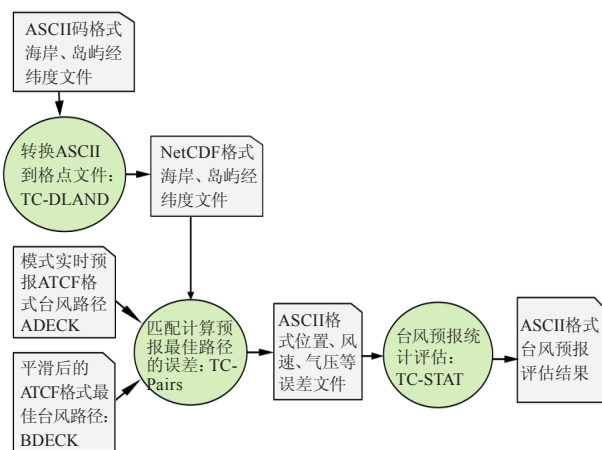 ASCII码格式
海岸、岛屿经
纬度文件
转换ASCII
到格点文件：
TC-DLAND
NetCDF格式
海岸、岛屿经
纬度文件
模式实时预
报ATCF格
式台风路径
ADECK
平滑后的
ATCF格式最
佳台风路径：
BDECK
匹配计算预
报最佳路径
的误差：TC-
Pairs
ASCII格
式位置、风
速、气压等
误差文件
台风预报统
计评估：
TC-STAT
ASCII格式
台风预报
评估结果